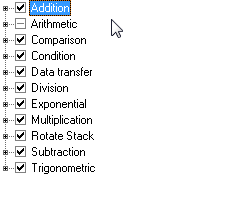 Addition
Arithmetic
Comparison
Condition
Data transfer
Division
Exponential
Multiplication
Rotate Stack
Subtraction
Trigonometric